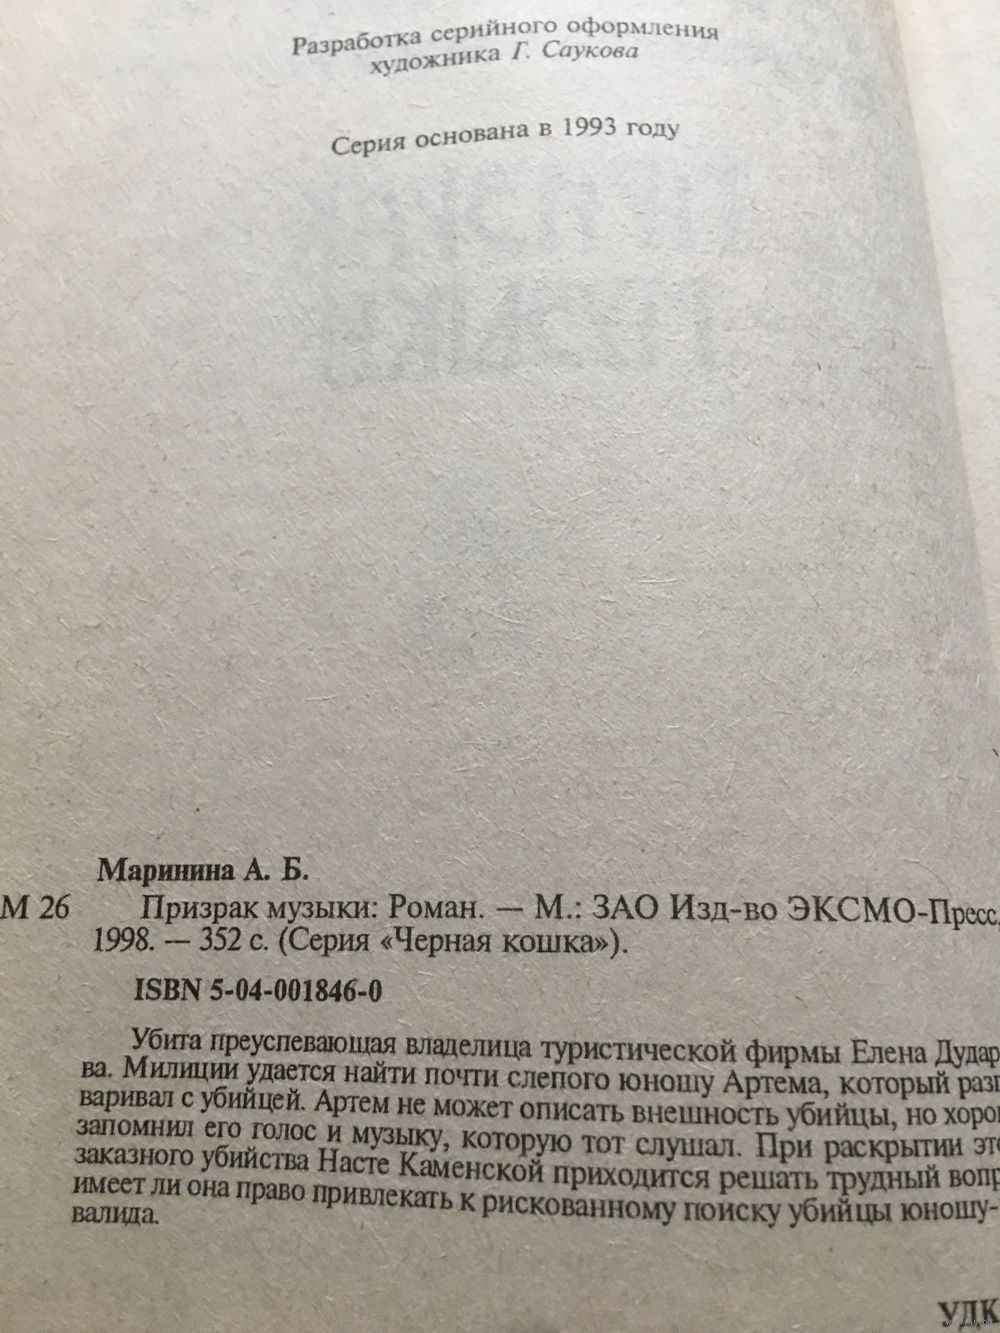 Разработка серийного оформления
художника Г. Саукова
Серия основана в 1993 году
Маринина А. Б.
М 26 Призрак музыки: Роман. — М.: ЗАО Изд-во ЭКСМО-Пресс,
1998. — 352 с. (Серия «Черная кошка»).
ISBN 5-04-001846-0
Убита преуспевающая владелица туристической фирмы Елена Дудар
ва. Милиции удается найти почти слепого юношу Артема, который разг
варивал с убийцей. Артем не может описать внешность убийцы, но хорош
запомнил его голос и музыку, которую тот слушал. При раскрытии это
заказного убийства Насте Каменской приходится решать трудный вопр
имеет ли она право привлекать к рискованному поиску убийцы юношу-
валида.
УДК